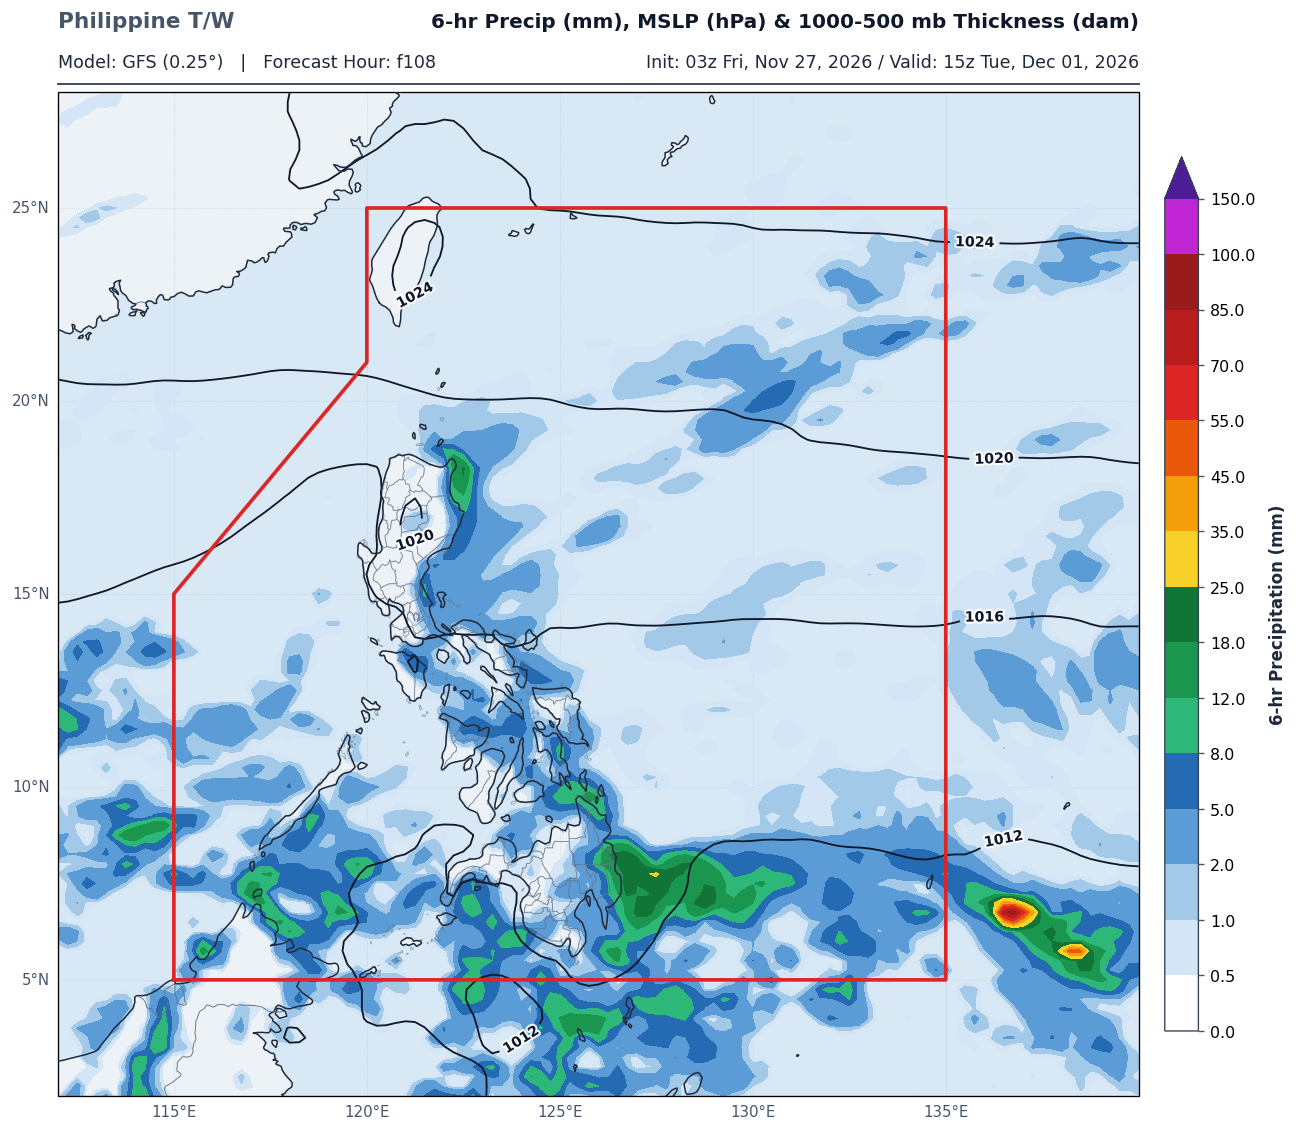 Philippine T/W
6-hr Precip (mm), MSLP (hPa) & 1000-500 mb Thickness (dam)
Model: GFS (0.25°) | Forecast Hour: f108
Init: 03z Fri, Nov 27, 2026 / Valid: 15z Tue, Dec 01, 2026
25°N
20°N
15°N
10°N
5°N
115°E
120°E
125°E
130°E
135°E
1024
1024
1020
1020
1016
1012
1012
150.0
100.0
85.0
70.0
55.0
45.0
35.0
25.0
18.0
12.0
8.0
5.0
2.0
1.0
0.5
0.0
6-hr Precipitation (mm)